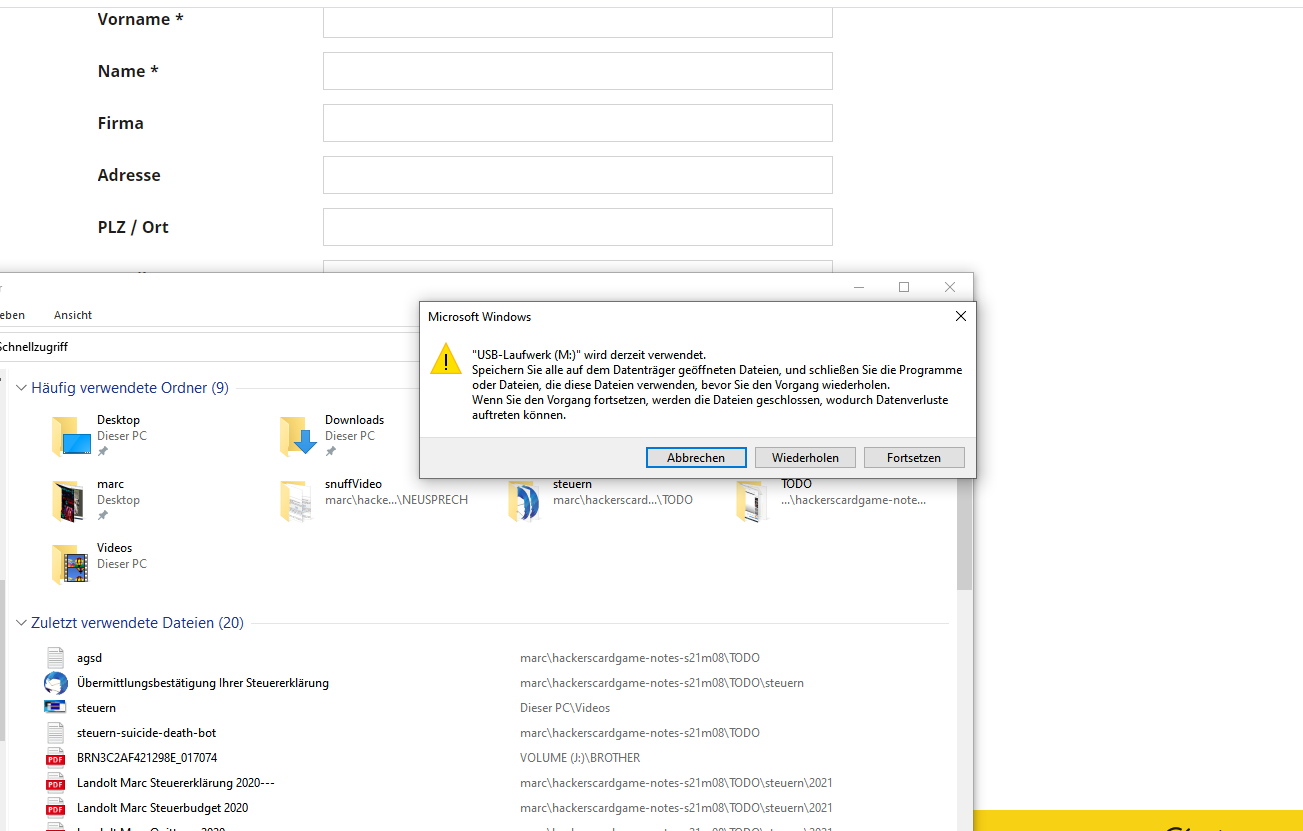 Vorname *
Name *
Firma
Adresse
PLZ / Ort
eben Ansicht
Schnellzugriff
Microsoft Windows
"USB-Laufwerk (M:)" wird derzeit verwendet.
Speichern Sie alle auf dem Datenträger geöffneten Dateien, und schließen Sie die Programme
oder Dateien, die diese Dateien verwenden, bevor Sie den Vorgang wiederholen.
Wenn Sie den Vorgang fortsetzen, werden die Dateien geschlossen, wodurch Datenverluste
auftreten können.
Abbrechen Wiederholen Fortsetzen
Häufig verwendete Ordner (9)
Desktop
Dieser PC
Downloads
Dieser PC
marc
Desktop
snuffVideo
marc\hacke...\NEUSPRECH
steuern
marc\hackerscard...\TODO
TODO
...\hackerscardgame-note...
Videos
Dieser PC
Zuletzt verwendete Dateien (20)
agsd marc\hackerscardgame-notes-s21m08\TODO
Übermittlungsbestätigung Ihrer Steuererklärung marc\hackerscardgame-notes-s21m08\TODO\steuern
steuern Dieser PC\Videos
steuern-suicide-death-bot marc\hackerscardgame-notes-s21m08\TODO
BRN3C2AF421298E_017074 VOLUME (J:)\BROTHER
Landolt Marc Steuererklärung 2020--- marc\hackerscardgame-notes-s21m08\TODO\steuern\2021
Landolt Marc Steuerbudget 2020 marc\hackerscardgame-notes-s21m08\TODO\steuern\2021